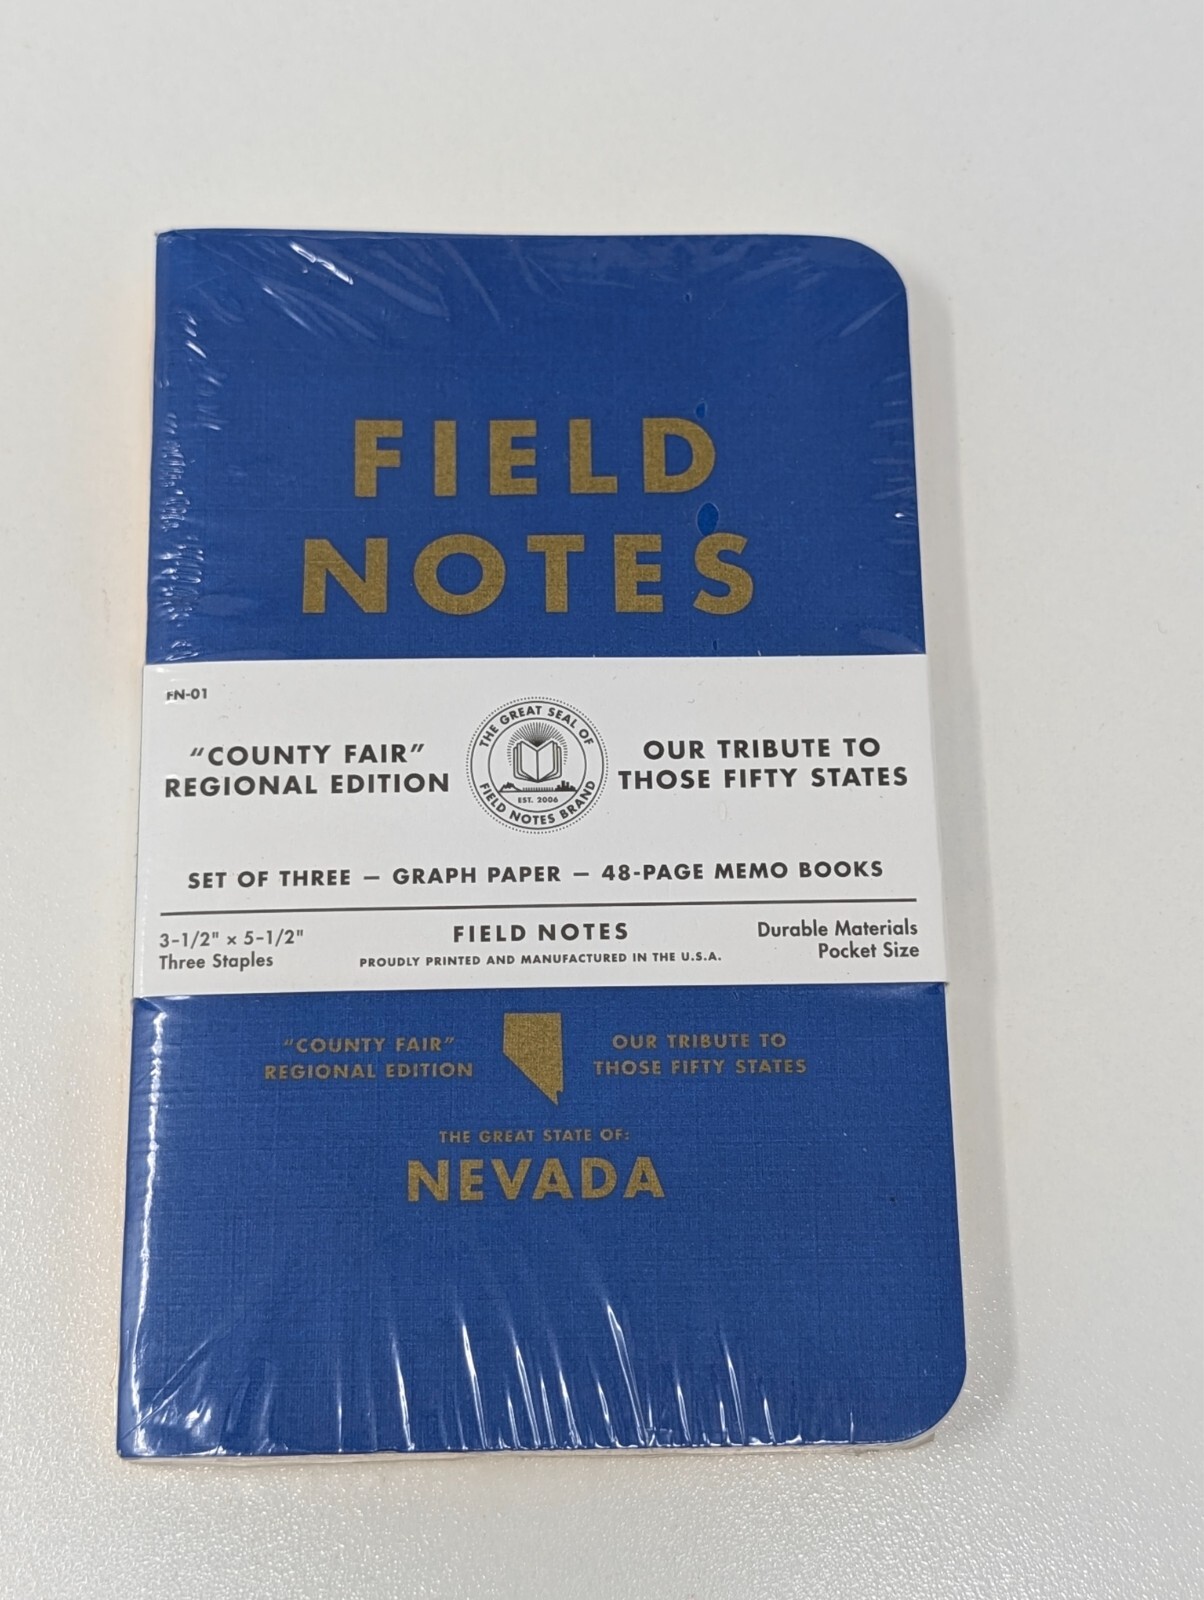 FIELD
NOTES
FN-01
"COUNTY FAIR"
REGIONAL EDITION
THE GREAT SEAL OF
EST. 2006
FIELD NOTES BRAND
OUR TRIBUTE TO
THOSE FIFTY STATES
SET OF THREE — GRAPH PAPER — 48-PAGE MEMO BOOKS
3-1/2" × 5-1/2"
Three Staples
FIELD NOTES
PROUDLY PRINTED AND MANUFACTURED IN THE U.S.A.
Durable Materials
Pocket Size
"COUNTY FAIR"
REGIONAL EDITION
OUR TRIBUTE TO
THOSE FIFTY STATES
THE GREAT STATE OF:
NEVADA